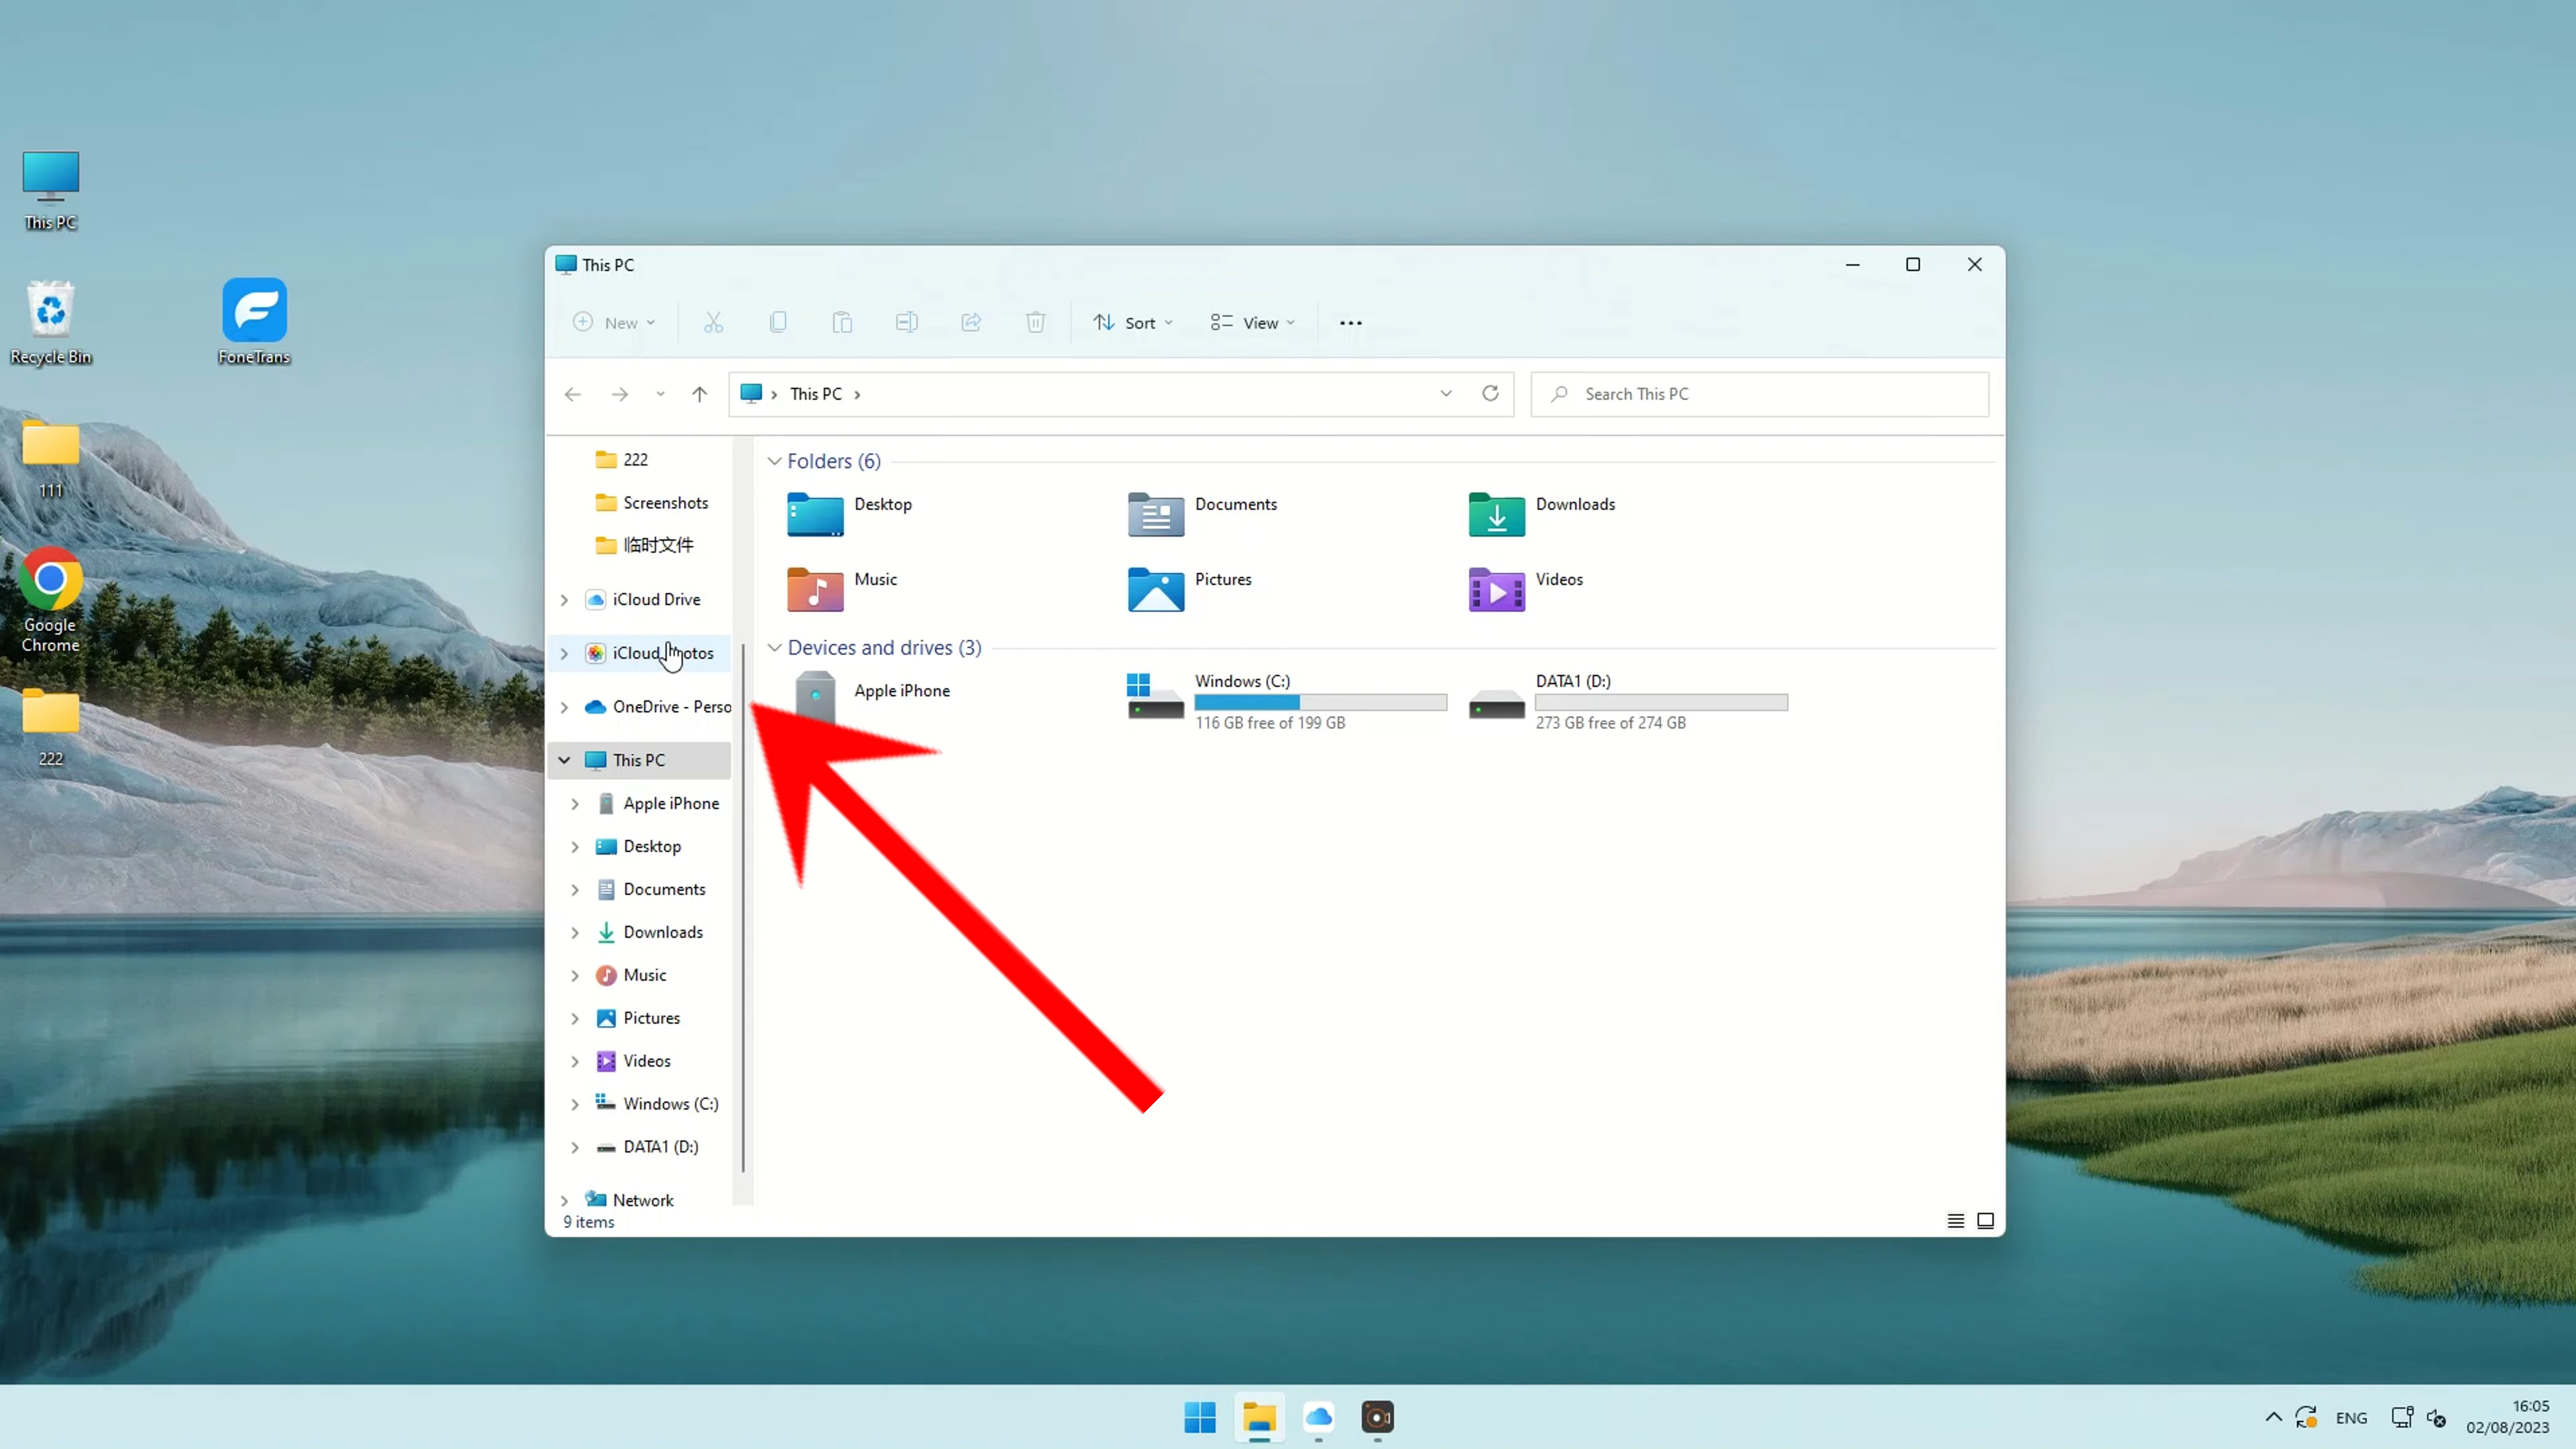 This PC
Recycle Bin
FoneTrans
111
Google
Chrome
222
This PC
New
Sort
View
This PC
Search This PC
222
Screenshots
临时文件
iCloud Drive
iCloud Photos
OneDrive - Perso
This PC
Apple iPhone
Desktop
Documents
Downloads
Music
Pictures
Videos
Windows (C:)
DATA1 (D:)
Network
9 items
Folders (6)
Desktop
Documents
Downloads
Music
Pictures
Videos
Devices and drives (3)
Apple iPhone
Windows (C:)
116 GB free of 199 GB
DATA1 (D:)
273 GB free of 274 GB
ENG
16:05
02/08/2023